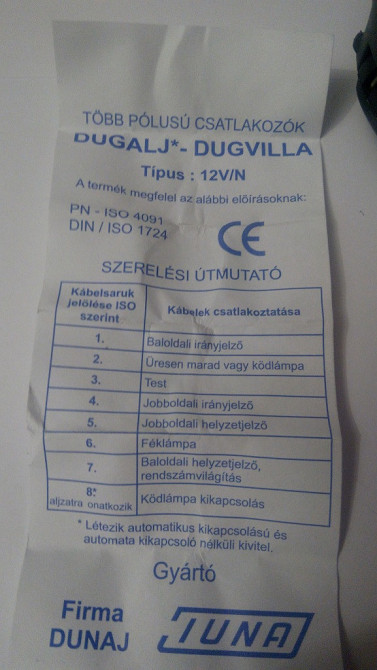 TÖBB PÓLUSÚ CSATLAKOZÓK
DUGALJ*- DUGVILLA
Típus : 12V/N
A termék megfelel az alábbi előírásoknak:
PN - ISO 4091
DIN / ISO 1724
CE
SZERELÉSI ÚTMUTATÓ
Kábelsaruk jelölése ISO szerint
Kábelek csatlakoztatása
1. Baloldali irányjelző
2. Üresen marad vagy ködlámpa
3. Test
4. Jobboldali irányjelző
5. Jobboldali helyzetjelző
6. Féklámpa
7. Baloldali helyzetjelző, rendszámvilágítás
8* aljzatra onatkozik Ködlámpa kikapcsolás
* Létezik automatikus kikapcsolású és
automata kikapcsoló nélküli kivitel.
Gyártó
Firma
DUNAJ
IUNA